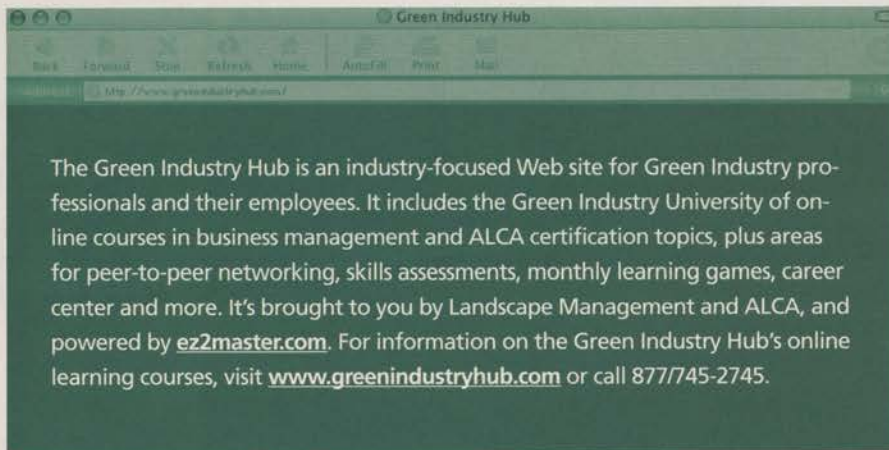 Green Industry Hub
Back Forward Stop Refresh Home AutoFill Print Mail
http://www.greenindustryhub.com/
The Green Industry Hub is an industry-focused Web site for Green Industry pro-
fessionals and their employees. It includes the Green Industry University of on-
line courses in business management and ALCA certification topics, plus areas
for peer-to-peer networking, skills assessments, monthly learning games, career
center and more. It's brought to you by Landscape Management and ALCA, and
powered by ez2master.com. For information on the Green Industry Hub's online
learning courses, visit www.greenindustryhub.com or call 877/745-2745.